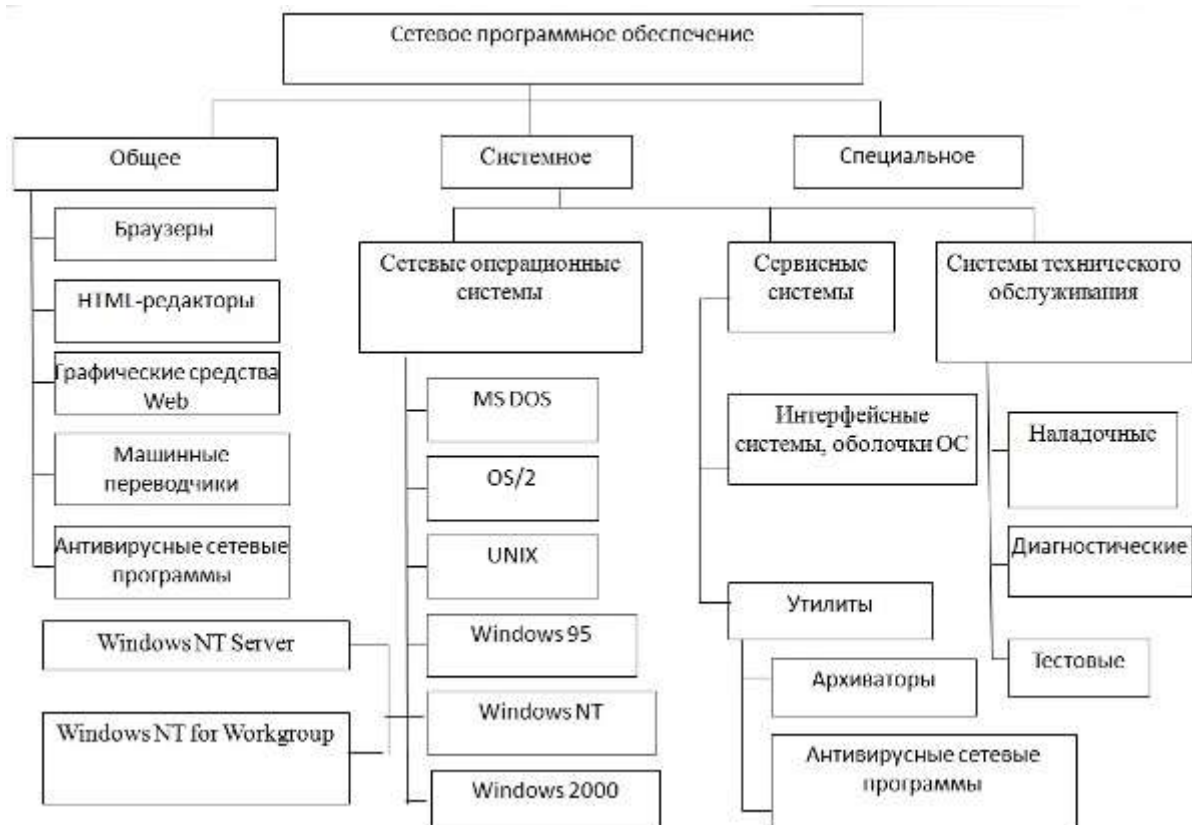 Сетевое программное обеспечение
Общее
Системное
Специальное
Браузеры
HTML-редакторы
Графические средства
Web
Машинные
переводчики
Антивирусные сетевые
программы
Сетевые операционные
системы
MS DOS
OS/2
UNIX
Windows 95
Windows NT
Windows 2000
Windows NT Server
Windows NT for Workgroup
Сервисные
системы
Интерфейсные
системы, оболочки ОС
Утилиты
Архиваторы
Антивирусные сетевые
программы
Системы технического
обслуживания
Наладочные
Диагностические
Тестовые